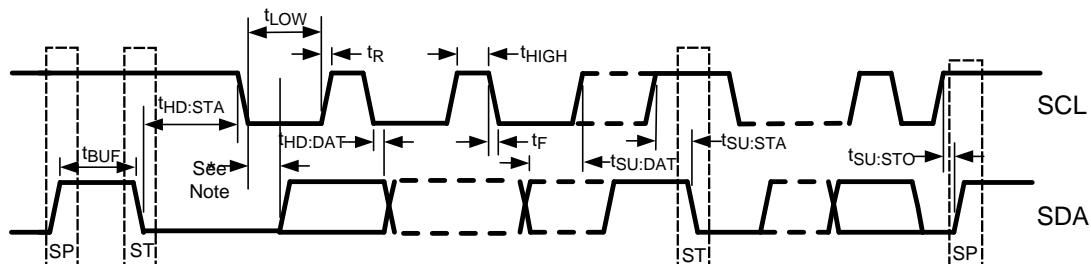 tLOW
tR
tHIGH
SCL
tHD:STA
tHD:DAT
tF
tSU:STA
tBUF
*See
Note
tSU:DAT
tSU:STO
SDA
SP
ST
ST
SP